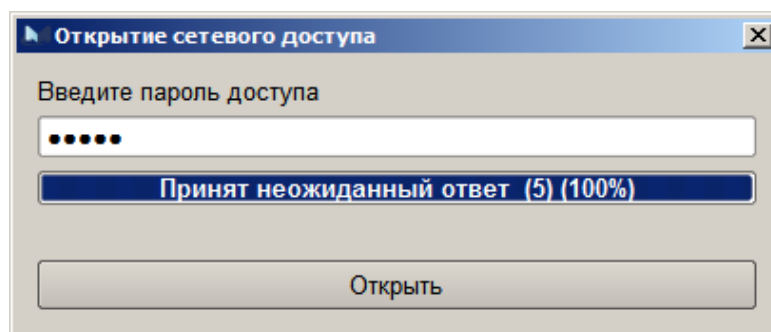 Открытие сетевого доступа
Введите пароль доступа
•••••
Принят неожиданный ответ (5) (100%)
Открыть